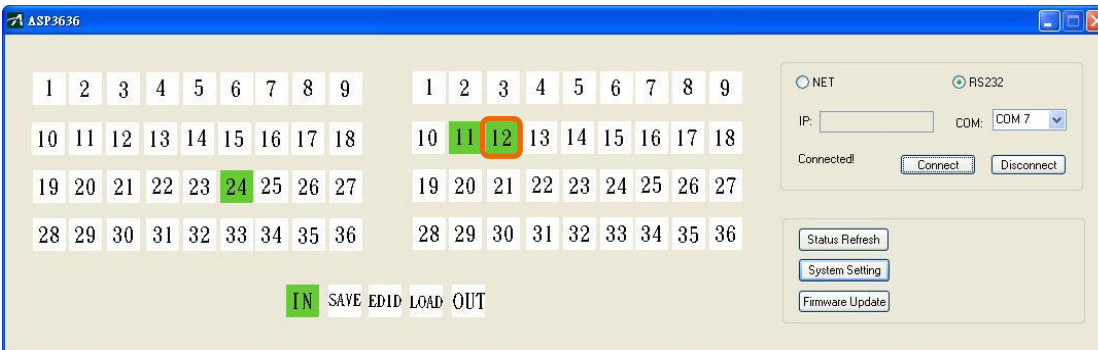 ASP3636
1 2 3 4 5 6 7 8 9
10 11 12 13 14 15 16 17 18
19 20 21 22 23 24 25 26 27
28 29 30 31 32 33 34 35 36
1 2 3 4 5 6 7 8 9
10 11 12 13 14 15 16 17 18
19 20 21 22 23 24 25 26 27
28 29 30 31 32 33 34 35 36
IN SAVE EDID LOAD OUT
NET RS232
IP: COM: COM 7
Connected! Connect Disconnect
Status Refresh
System Setting
Firmware Update